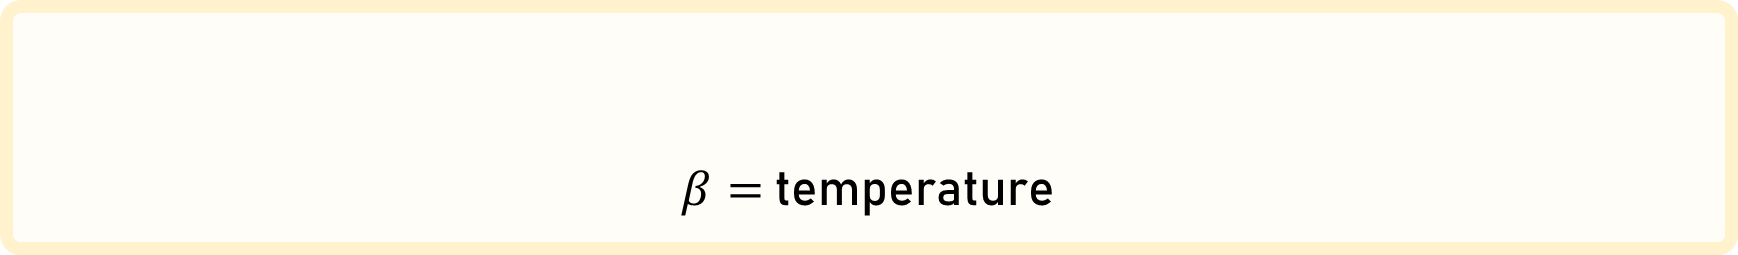 β = temperature